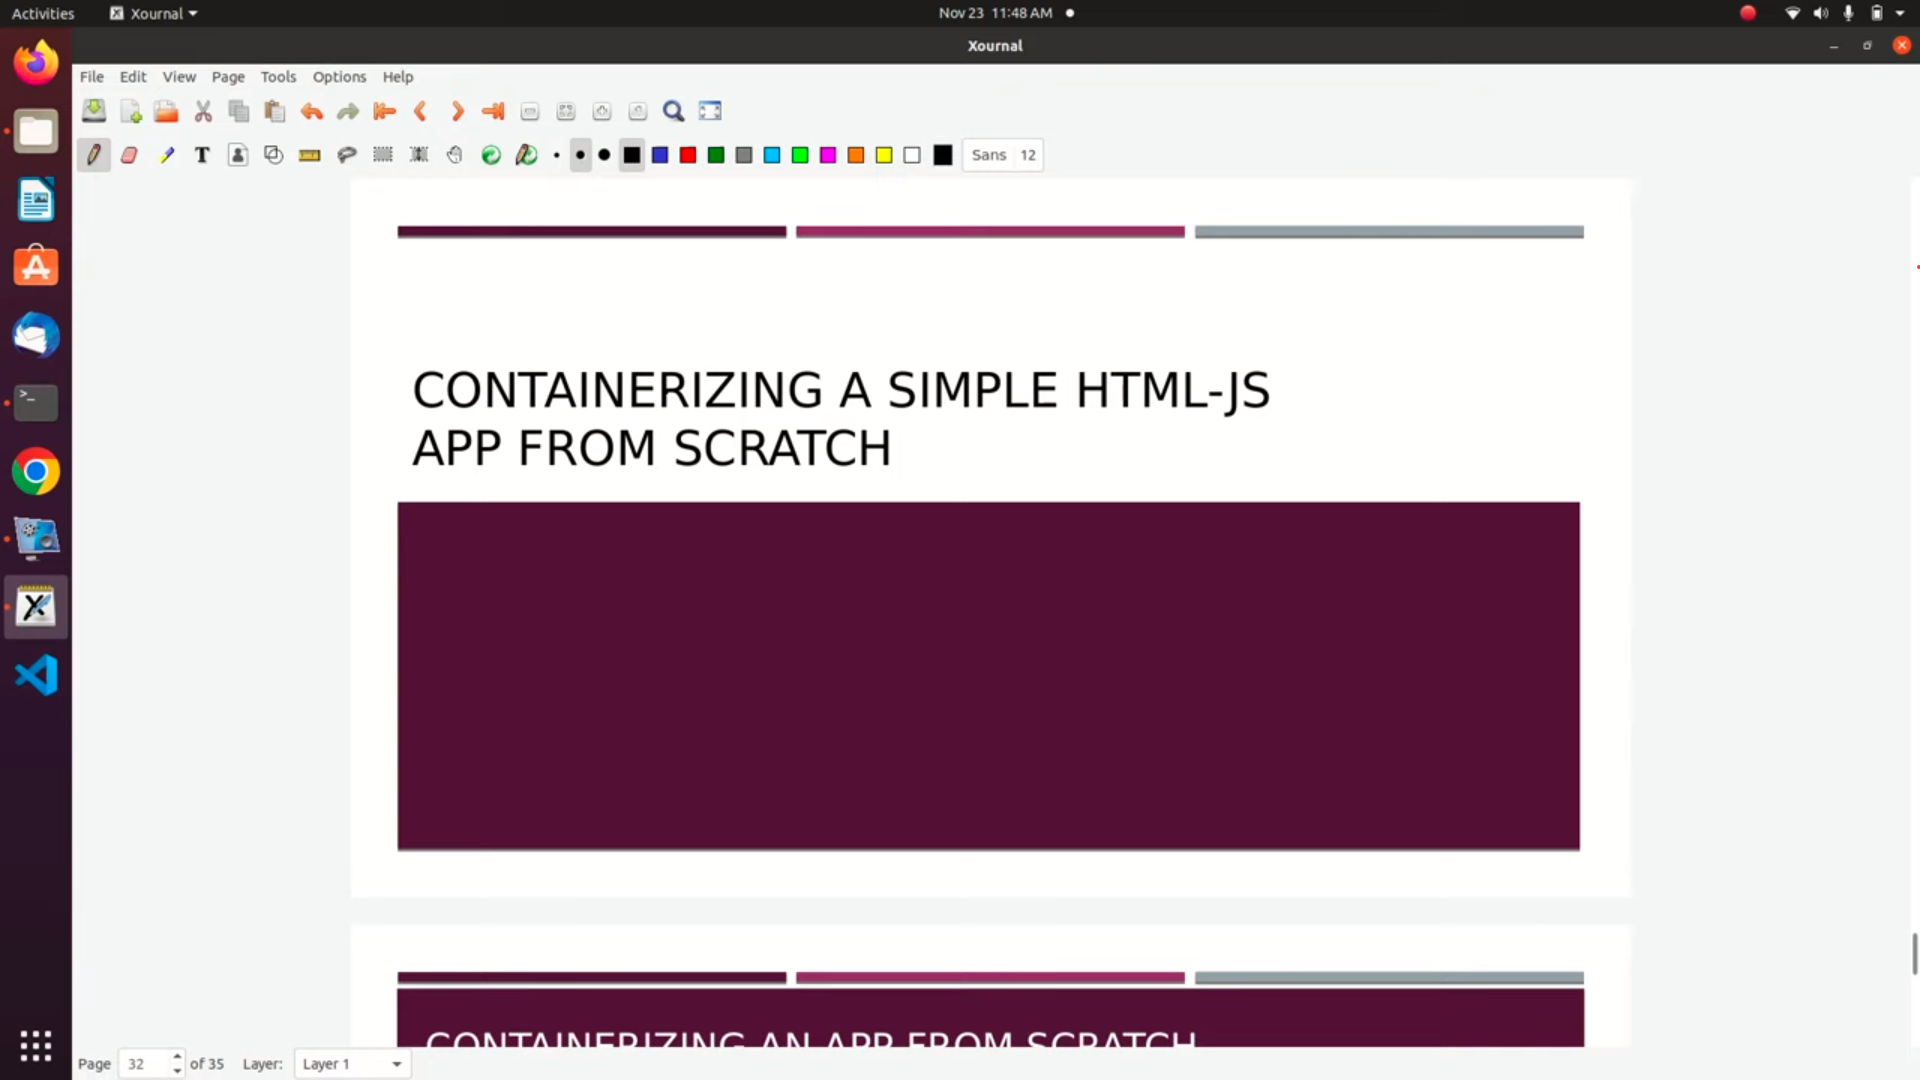 Activities Xournal Nov 23 11:48 AM
Xournal
File Edit View Page Tools Options Help
T Sans 12
CONTAINERIZING A SIMPLE HTML-JS
APP FROM SCRATCH
CONTAINERIZING AN APP FROM SCRATCH
Page 32 of 35 Layer: Layer 1